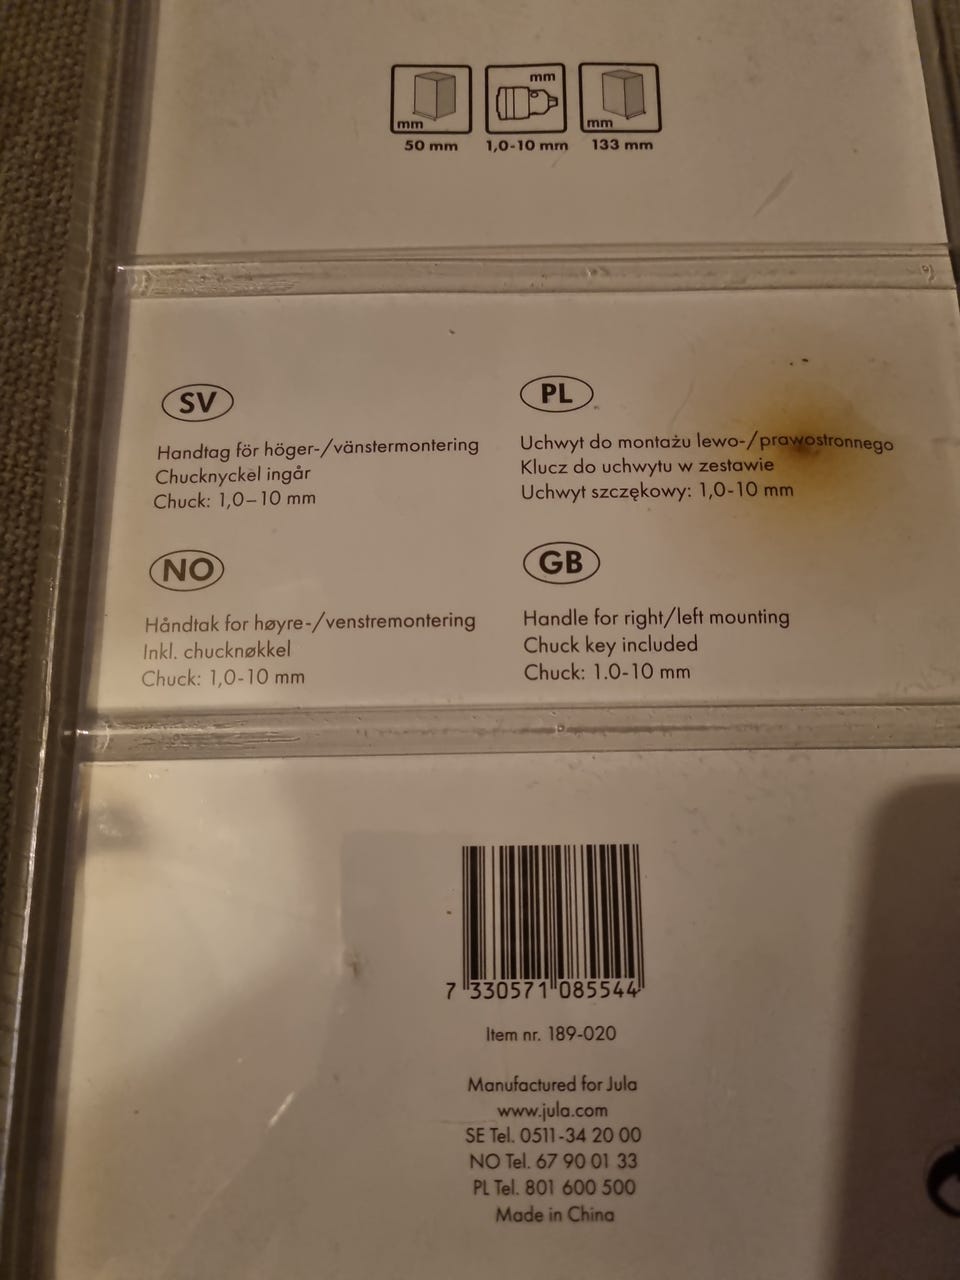 mm
mm
mm
50 mm
1,0-10 mm
133 mm
SV
Handtag för höger-/vänstermontering
Chucknyckel ingår
Chuck: 1,0–10 mm
PL
Uchwyt do montażu lewo-/prawostronnego
Klucz do uchwytu w zestawie
Uchwyt szczękowy: 1,0-10 mm
NO
Håndtak for høyre-/venstremontering
Inkl. chucknøkkel
Chuck: 1,0-10 mm
GB
Handle for right/left mounting
Chuck key included
Chuck: 1.0-10 mm
7 330571 085544
Item nr. 189-020
Manufactured for Jula
www.jula.com
SE Tel. 0511-34 20 00
NO Tel. 67 90 01 33
PL Tel. 801 600 500
Made in China